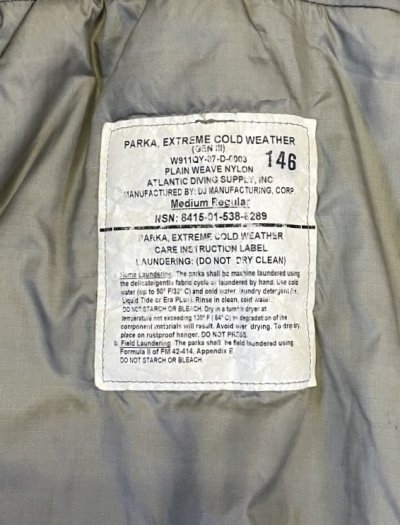 PARKA, EXTREME COLD WEATHER
(GEN III)
W911QY-07-D-0003
146
PLAIN WEAVE NYLON
ATLANTIC DIVING SUPPLY, INC
MANUFACTURED BY: DJ MANUFACTURING, CORP
Medium Regular
NSN: 8415-01-538-6289
PARKA, EXTREME COLD WEATHER
CARE INSTRUCTION LABEL
LAUNDERING: (DO NOT DRY CLEAN)
a. Home Laundering. The parka shall be machine laundered using
the delicate/gentle fabric cycle or laundered by hand. Use cold
water (up to 90° F/32° C) and cold water laundry detergent i.e.
Liquid Tide or Era PLUS. Rinse in clean, cold water.
DO NOT STARCH OR BLEACH. Dry in a tumble dryer at
temperature not exceeding 130° F (54° C) as degradation of the
component materials will result. Avoid over drying. To drip dry,
place on rustproof hanger. DO NOT PRESS.
b. Field Laundering. The parka shall be field laundered using
Formula II of FM 42-414, Appendix E.
DO NOT STARCH OR BLEACH.